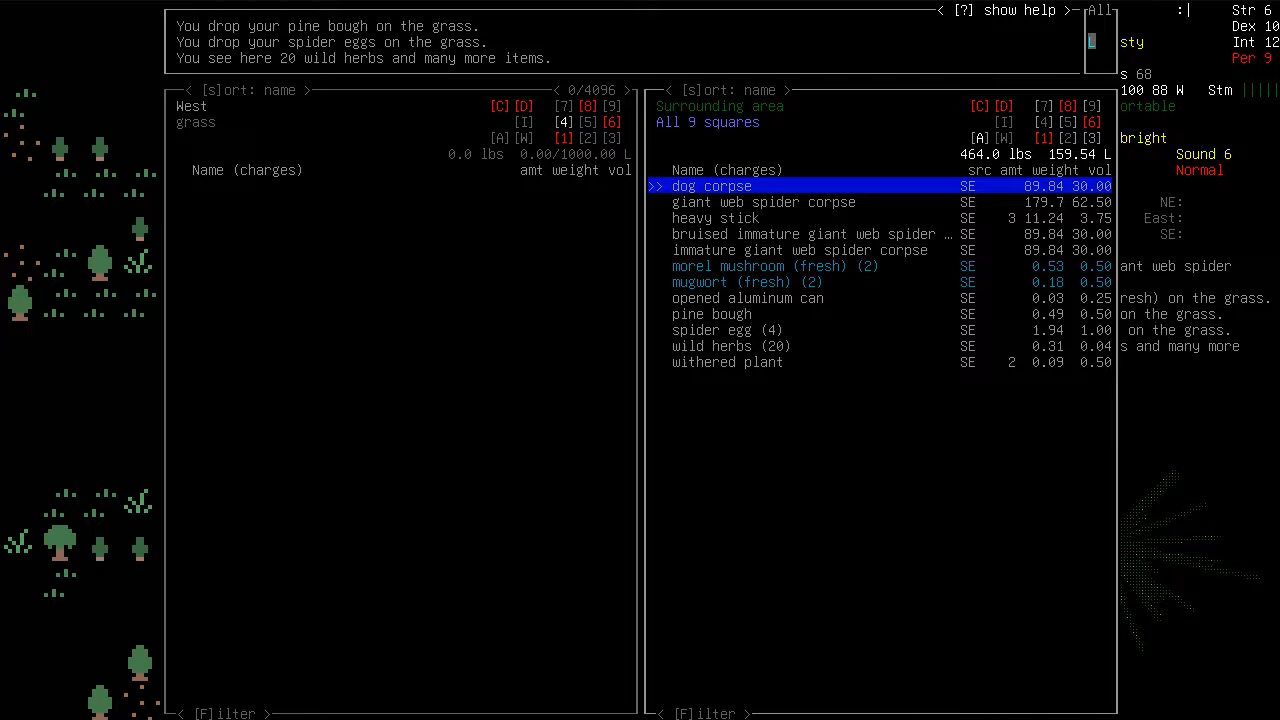 < [?] show help >
All
:|
Str 6
You drop your pine bough on the grass.
Dex 10
You drop your spider eggs on the grass.
L
sty
Int 12
You see here 20 wild herbs and many more items.
Per 9
s 68
< [s]ort: name >
< 0/4096 >
< [s]ort: name >
100 88 W Stm |||||
West
[C] [D] [7] [8] [9]
grass
[I] [4] [5] [6]
[A] [W] [1] [2] [3]
0.0 lbs 0.00/1000.00 L
Name (charges) amt weight vol
Surrounding area
[C] [D] [7] [8] [9]
All 9 squares
[I] [4] [5] [6]
[A] [W] [1] [2] [3]
464.0 lbs 159.54 L
Name (charges) src amt weight vol
>> dog corpse SE 89.84 30.00
giant web spider corpse SE 179.7 62.50
heavy stick SE 3 11.24 3.75
bruised immature giant web spider … SE 89.84 30.00
immature giant web spider corpse SE 89.84 30.00
morel mushroom (fresh) (2) SE 0.53 0.50
mugwort (fresh) (2) SE 0.18 0.50
opened aluminum can SE 0.03 0.25
pine bough SE 0.49 0.50
spider egg (4) SE 1.94 1.00
wild herbs (20) SE 0.31 0.04
withered plant SE 2 0.09 0.50
ortable
bright
Sound 6
Normal
NE:
East:
SE:
ant web spider
resh) on the grass.
on the grass.
on the grass.
s and many more
< [F]ilter >
< [F]ilter >